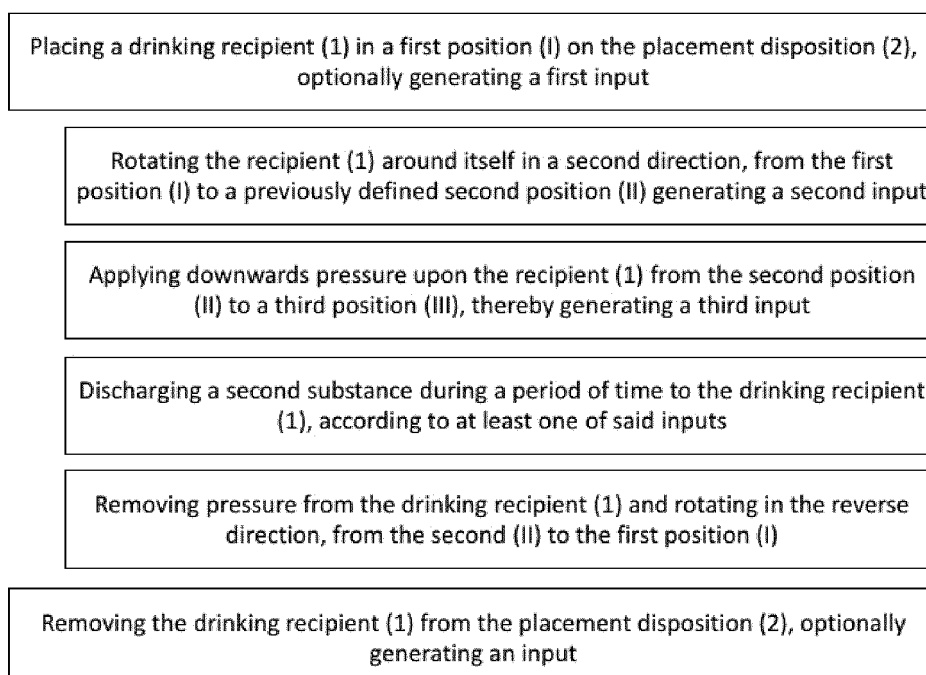 Placing a drinking recipient (1) in a first position (I) on the placement disposition (2),
optionally generating a first input
Rotating the recipient (1) around itself in a second direction, from the first
position (I) to a previously defined second position (II) generating a second input
Applying downwards pressure upon the recipient (1) from the second position
(II) to a third position (III), thereby generating a third input
Discharging a second substance during a period of time to the drinking recipient
(1), according to at least one of said inputs
Removing pressure from the drinking recipient (1) and rotating in the reverse
direction, from the second (II) to the first position (I)
Removing the drinking recipient (1) from the placement disposition (2), optionally
generating an input